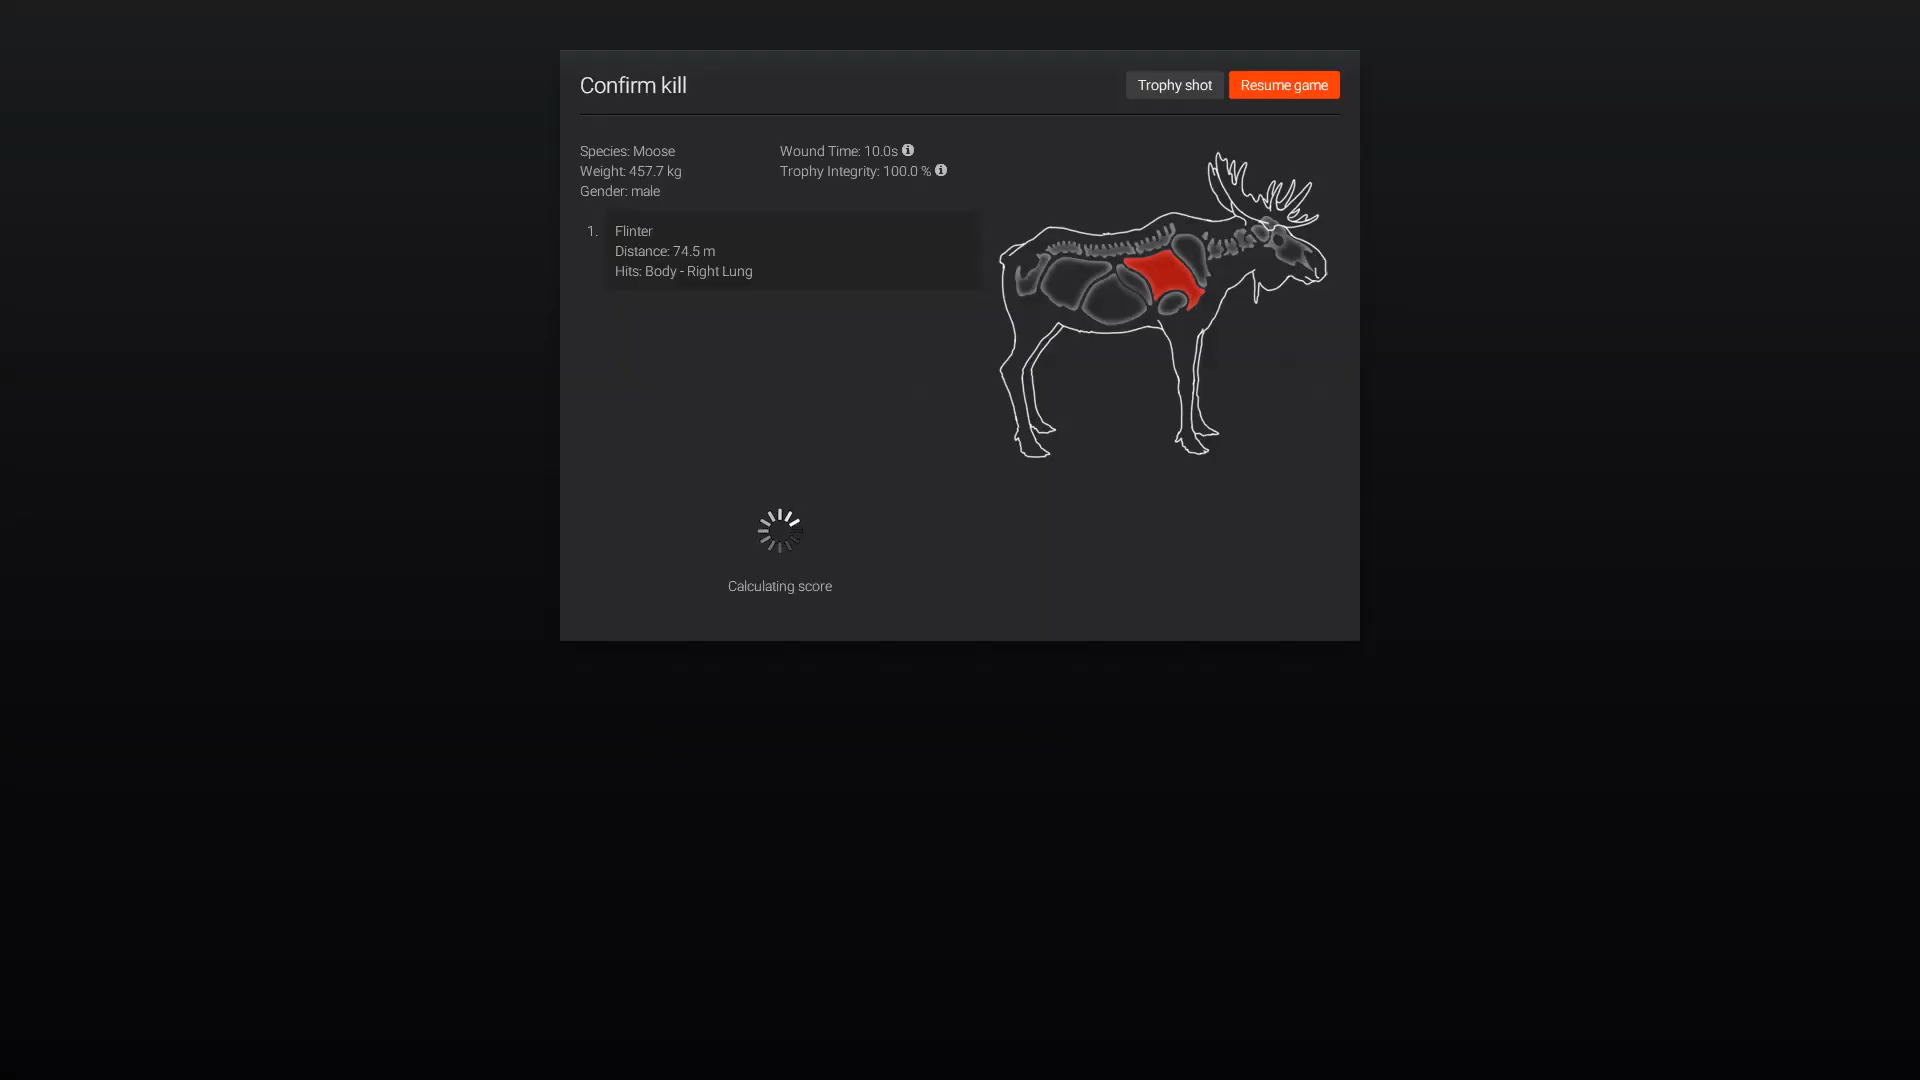 Confirm kill
Trophy shot
Resume game
Species: Moose
Weight: 457.7 kg
Gender: male
Wound Time: 10.0s
Trophy Integrity: 100.0 %
1.
Flinter
Distance: 74.5 m
Hits: Body - Right Lung
Calculating score